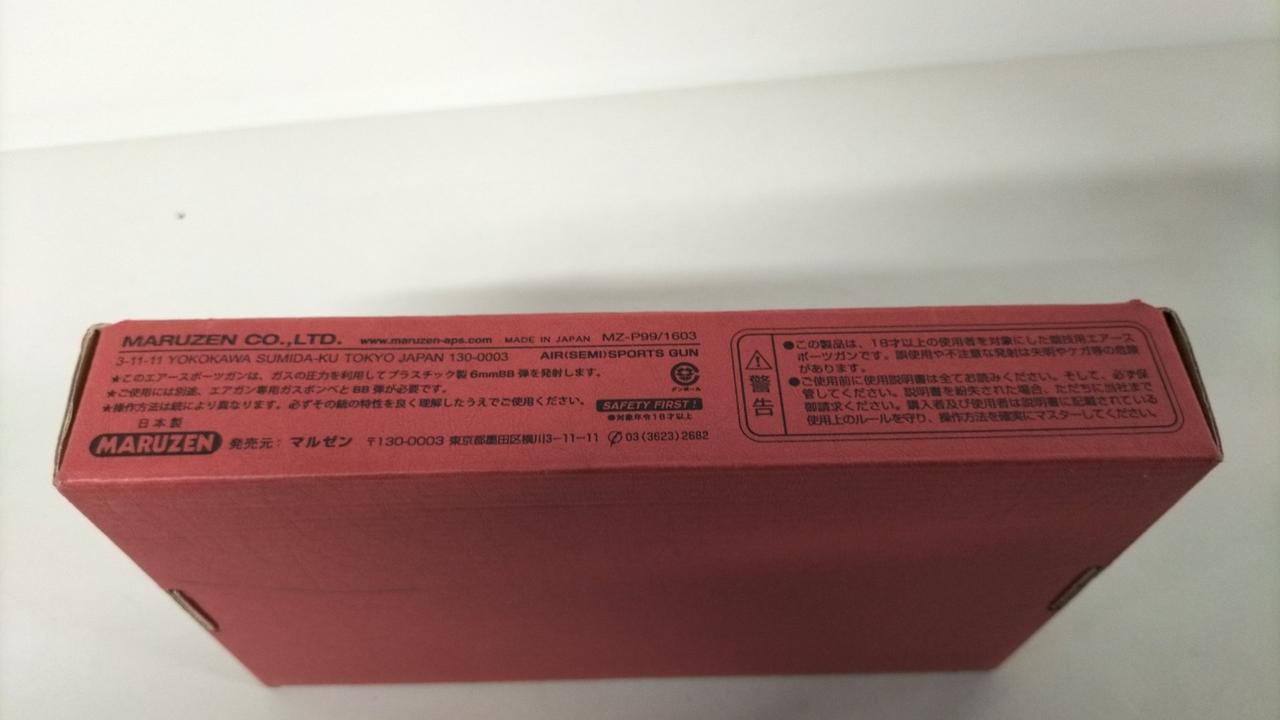 MARUZEN CO.,LTD. www.maruzen-aps.com MADE IN JAPAN MZ-P99/1603
3-11-11 YOKOKAWA SUMIDA-KU TOKYO JAPAN 130-0003 AIR(SEMI)SPORTS GUN
★このエアースポーツガンは、ガスの圧力を利用してプラスチック製6mmBB弾を発射します。
★ご使用には別途、エアガン専用ガスボンベとBB弾が必要です。
★操作方法は銃により異なります。必ずその銃の特性を良く理解したうえでご使用ください。
ダンボール
SAFETY FIRST!
●対象年令18才以上
日本製
MARUZEN 発売元：マルゼン 〒130-0003 東京都墨田区横川3-11-11 03(3623)2682
警告
●この製品は、18才以上の使用者を対象にした競技用エアース
ポーツガンです。誤使用や不注意な発射は失明やケガ等の危険
があります。
●ご使用前に使用説明書は全てお読みください。そして、必ず保
管してください。説明書を紛失された場合、ただちに当社まで
御請求ください。購入者及び使用者は説明書に記載されている
使用上のルールを守り、操作方法を確実にマスターしてください。